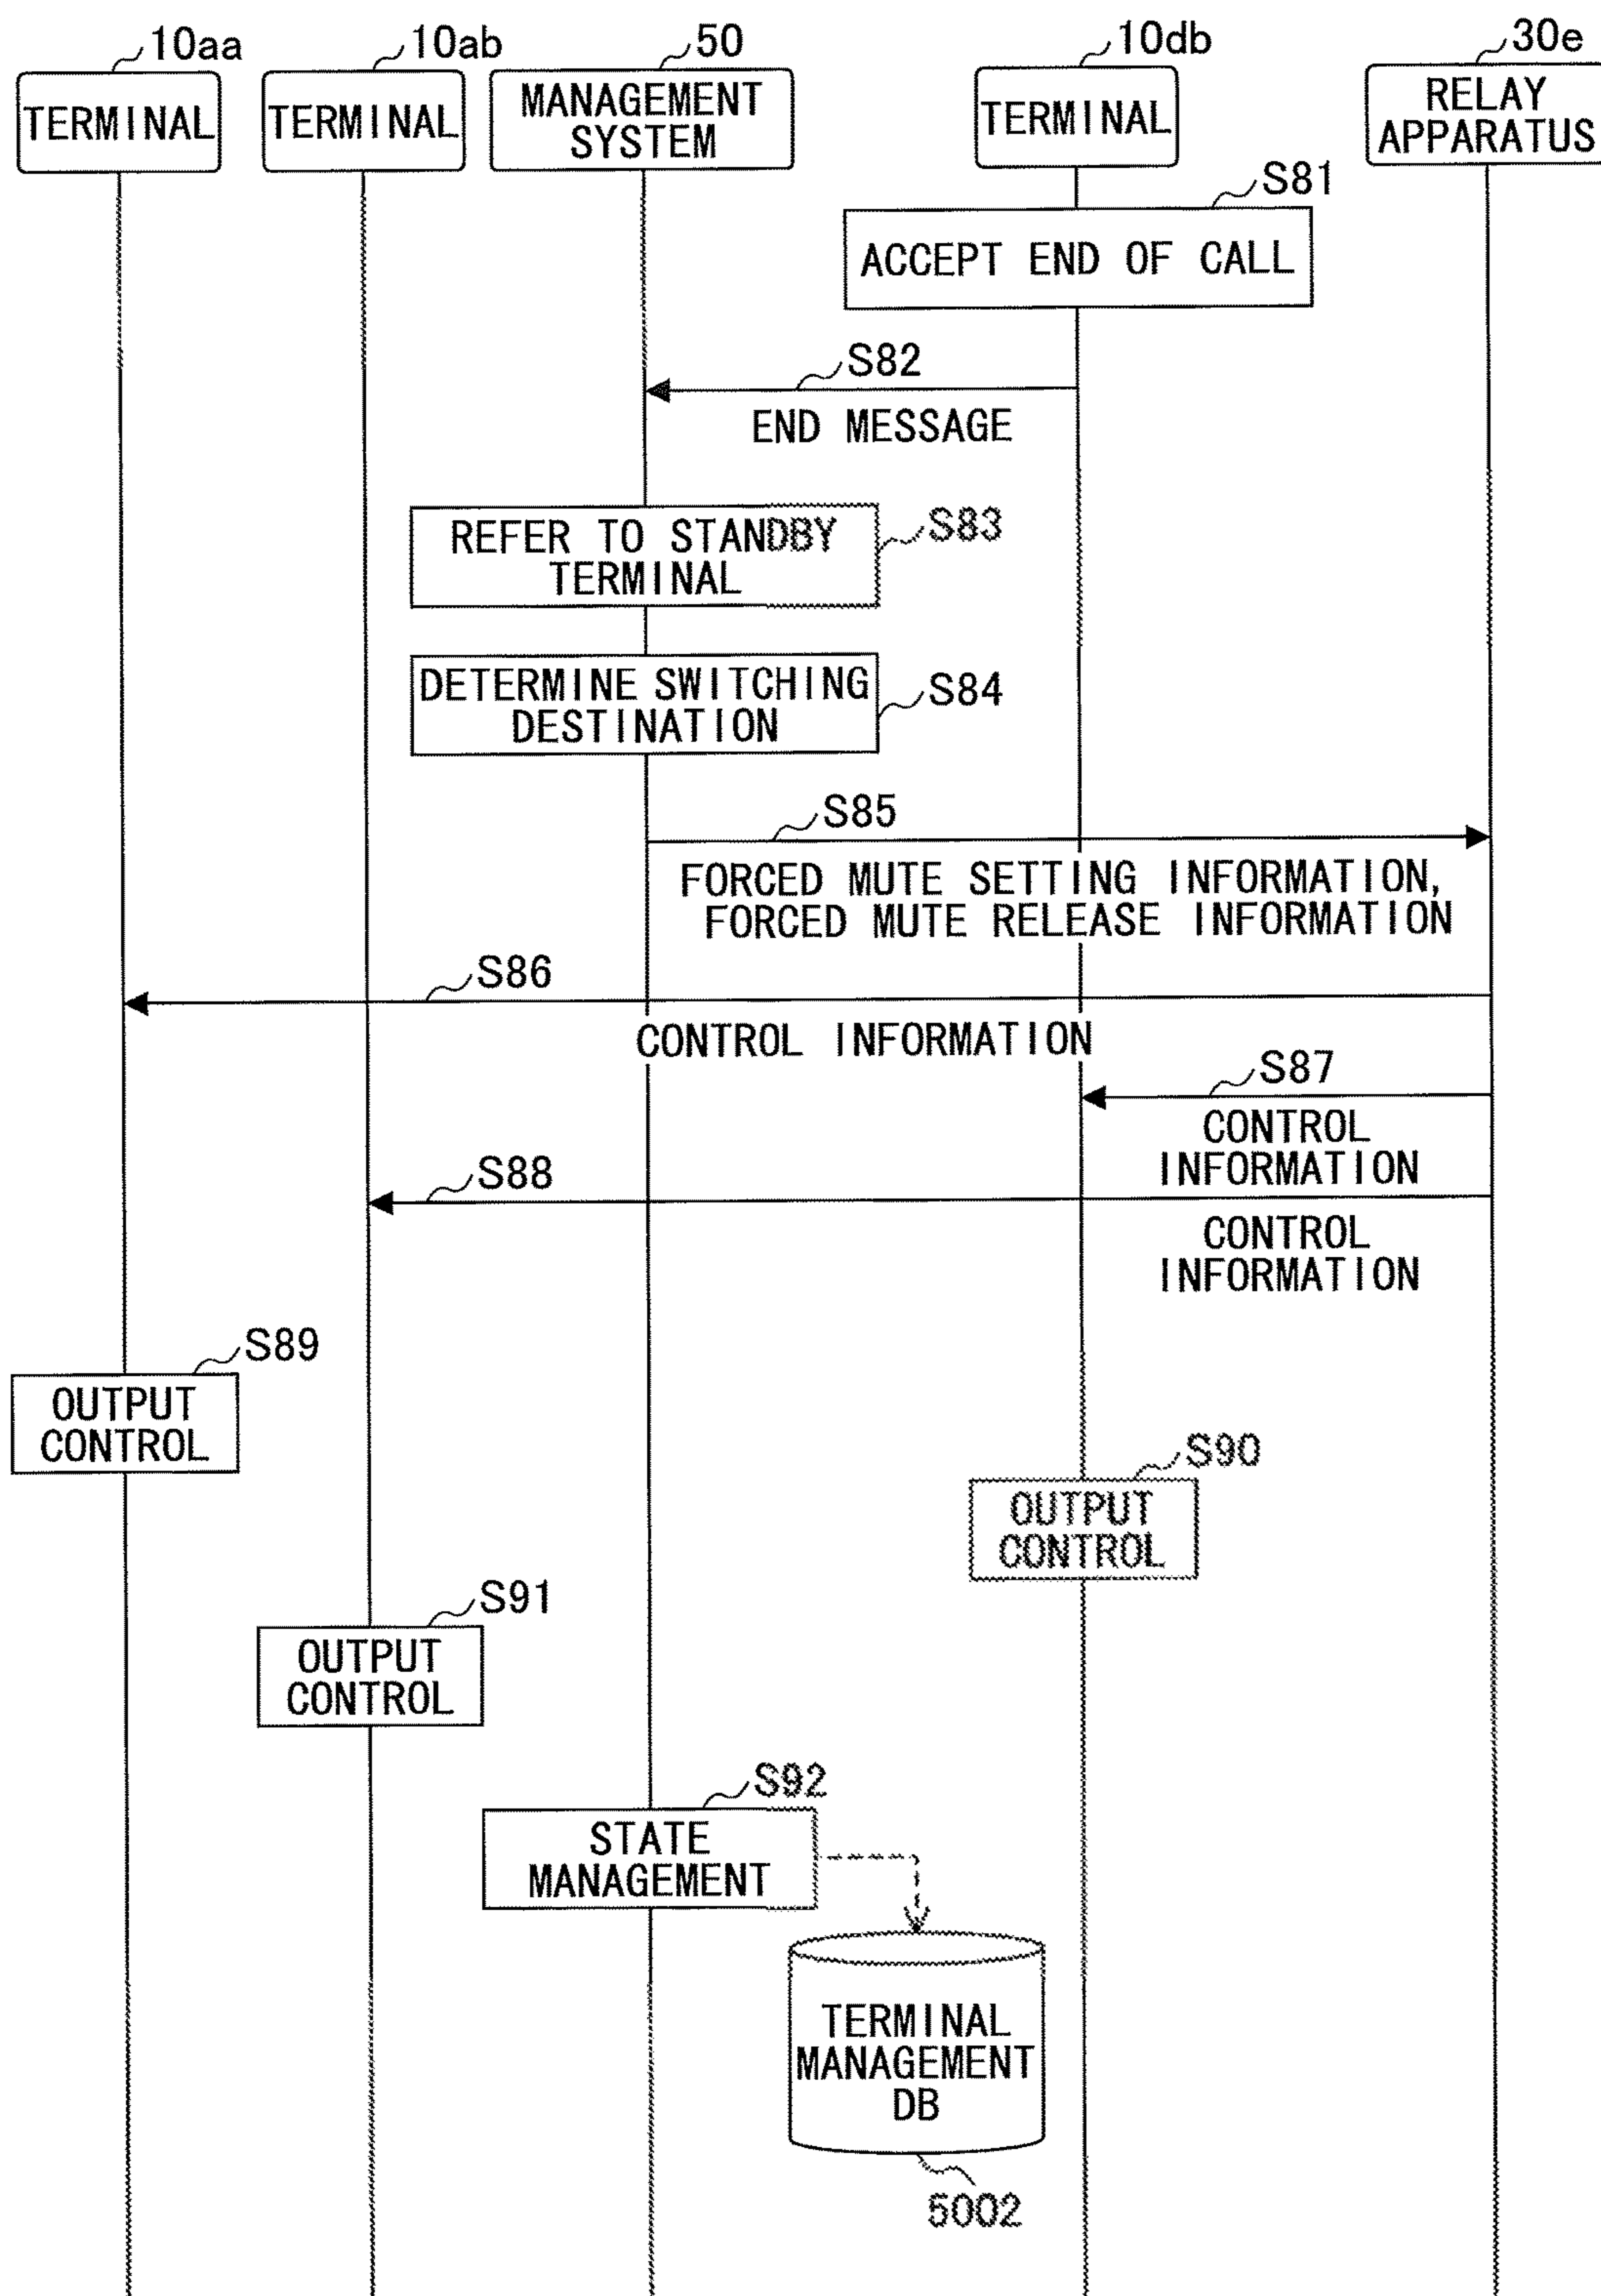 10aa
10ab
50
10db
30e
TERMINAL
TERMINAL
MANAGEMENT
SYSTEM
TERMINAL
RELAY
APPARATUS
S81
ACCEPT END OF CALL
S82
END MESSAGE
REFER TO STANDBY
TERMINAL
S83
DETERMINE SWITCHING
DESTINATION
S84
S85
FORCED MUTE SETTING INFORMATION,
FORCED MUTE RELEASE INFORMATION
S86
CONTROL INFORMATION
S87
CONTROL
INFORMATION
S88
CONTROL
INFORMATION
S89
OUTPUT
CONTROL
S90
OUTPUT
CONTROL
S91
OUTPUT
CONTROL
S92
STATE
MANAGEMENT
TERMINAL
MANAGEMENT
DB
5002